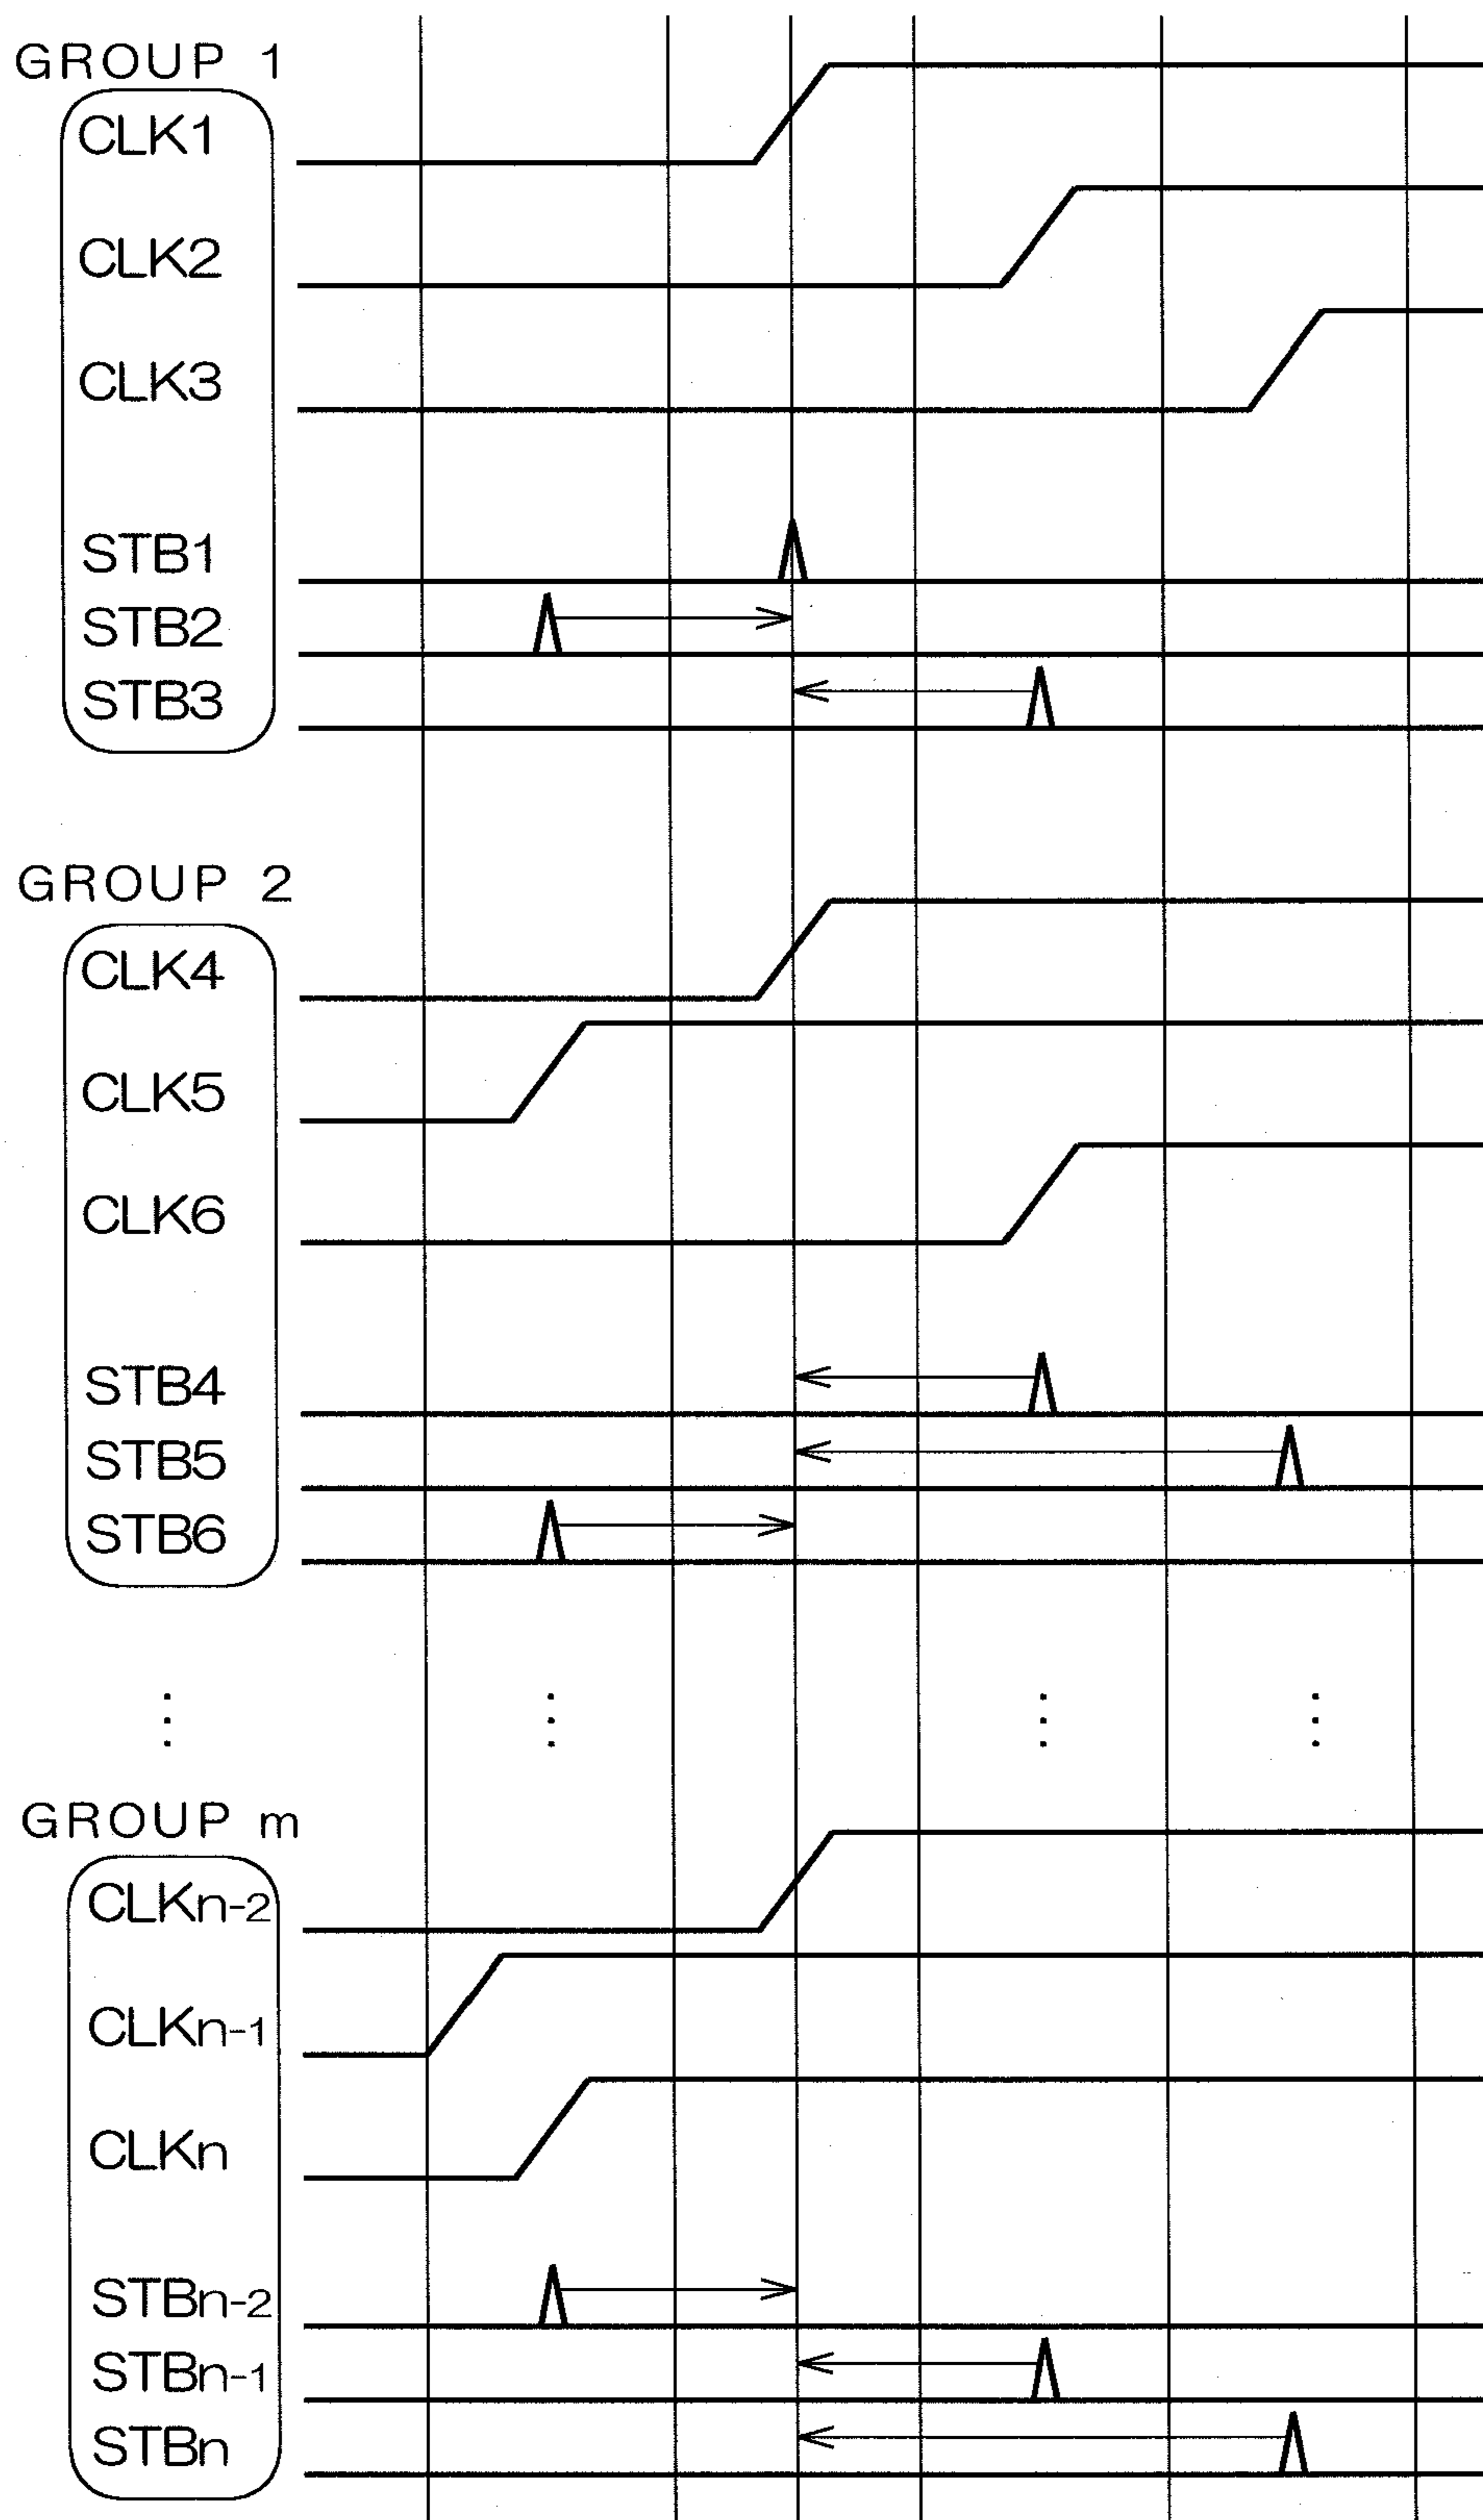 GROUP 1
CLK1
CLK2
CLK3
STB1
STB2
STB3
GROUP 2
CLK4
CLK5
CLK6
STB4
STB5
STB6
GROUP m
CLKn-2
CLKn-1
CLKn
STBn-2
STBn-1
STBn